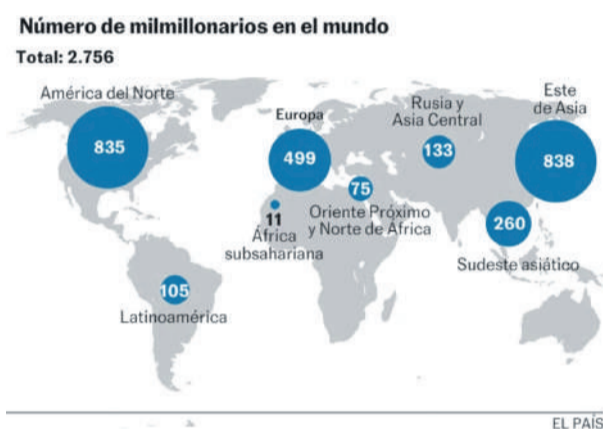 Número de milmillonarios en el mundo
Total: 2.756
América del Norte
835
Europa
499
Rusia y
Asia Central
133
Este
de Asia
838
75
Oriente Próximo
y Norte de África
11
África
subsahariana
260
Sudeste asiático
105
Latinoamérica
EL PAÍS